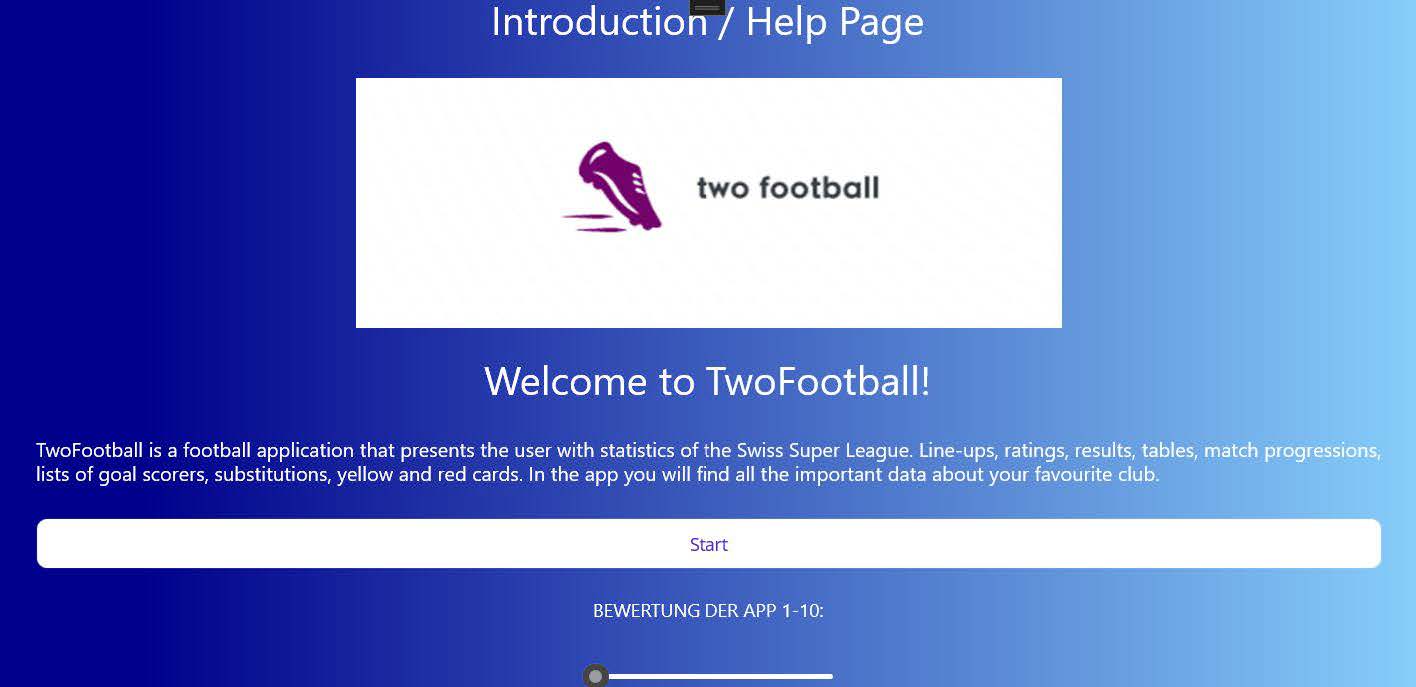 Introduction / Help Page
two football
Welcome to TwoFootball!
TwoFootball is a football application that presents the user with statistics of the Swiss Super League. Line-ups, ratings, results, tables, match progressions,
lists of goal scorers, substitutions, yellow and red cards. In the app you will find all the important data about your favourite club.
Start
BEWERTUNG DER APP 1-10: